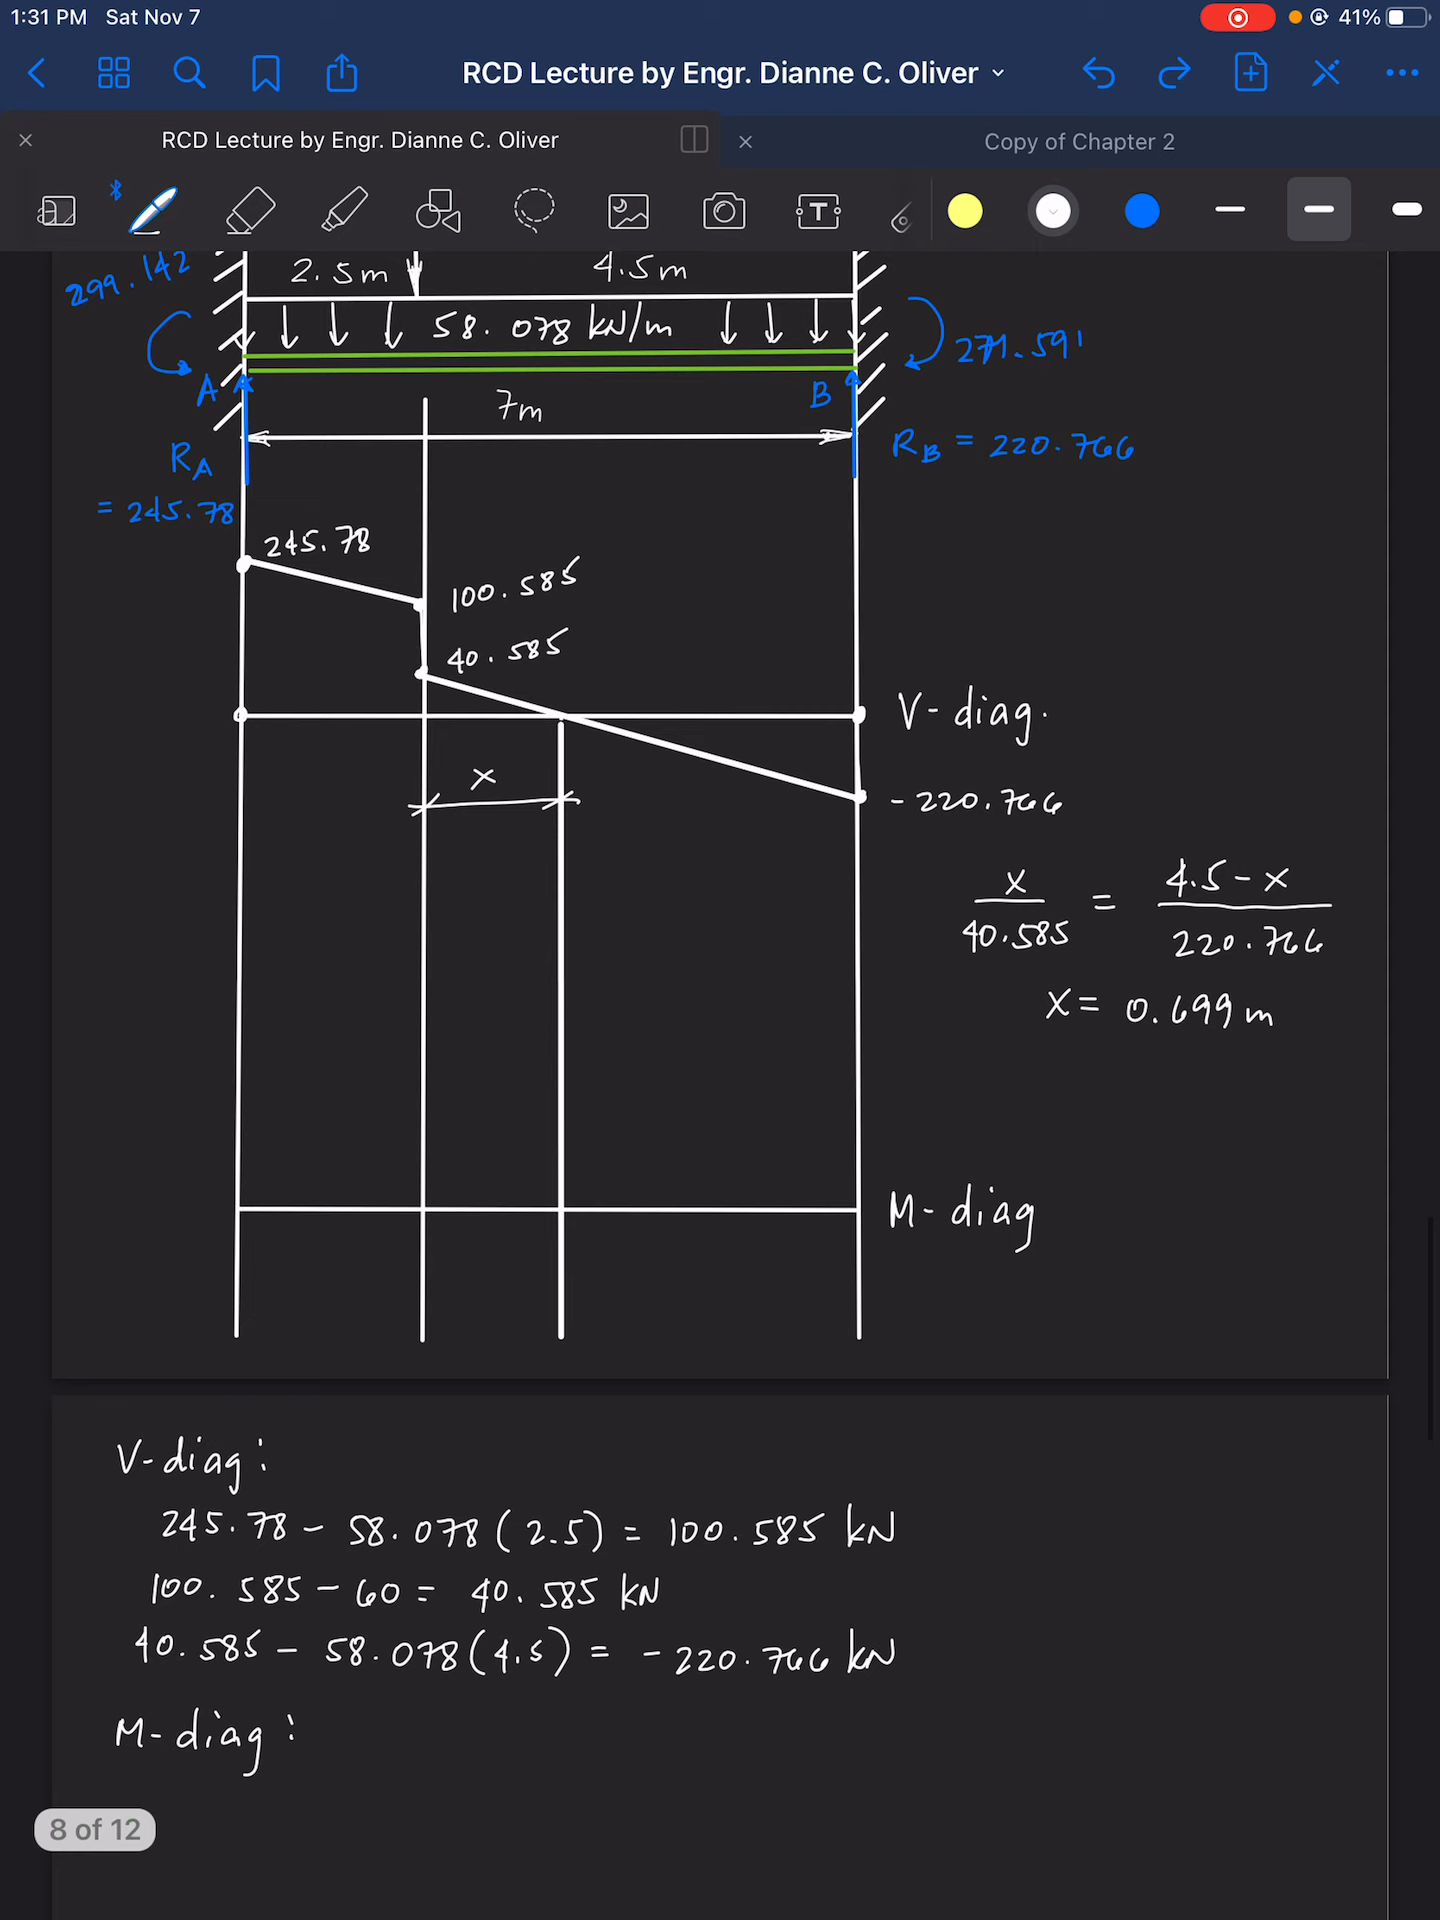 1:31 PM Sat Nov 7
41%
RCD Lecture by Engr. Dianne C. Oliver
RCD Lecture by Engr. Dianne C. Oliver
Copy of Chapter 2
T
299.142
2.5m
4.5m
58.078 kN/m
271.591
A
B
7m
RA
= 245.78
RB = 220.766
245.78
100.585
40.585
V-diag.
x
- 220.766
x / 40.585 = 4.5 - x / 220.766
x = 0.699 m
M-diag
V-diag:
245.78 - 58.078(2.5) = 100.585 kN
100.585 - 60 = 40.585 kN
40.585 - 58.078(4.5) = -220.766 kN
M-diag:
8 of 12